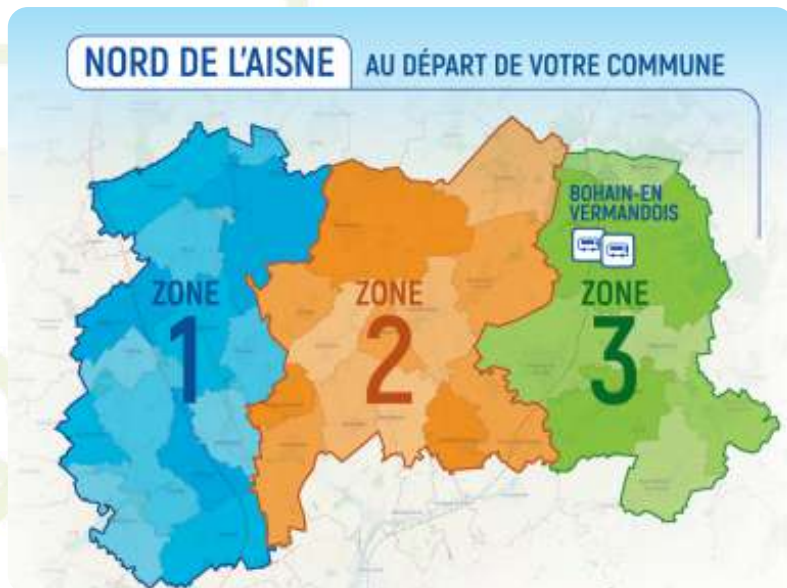 NORD DE L'AISNE AU DÉPART DE VOTRE COMMUNE
BOHAIN-EN
VERMANDOIS
ZONE
1
ZONE
2
ZONE
3